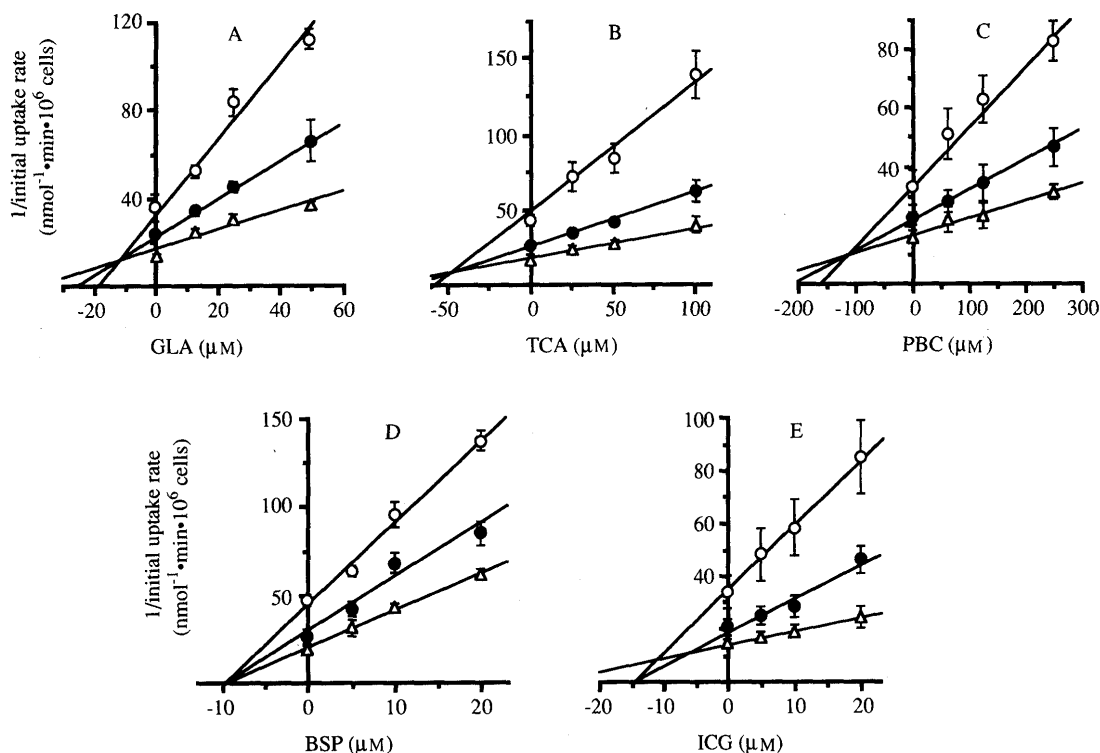 A
B
C
1/initial uptake rate
(nmol⁻¹•min•10⁶ cells)
120
80
40
-20 0 20 40 60
GLA (µM)
150
100
50
-50 0 50 100
TCA (µM)
80
60
40
-200 -100 0 100 200 300
PBC (µM)
D
E
1/initial uptake rate
(nmol⁻¹•min•10⁶ cells)
150
100
50
-10 0 10 20
BSP (µM)
100
80
60
40
-20 -10 0 10 20
ICG (µM)